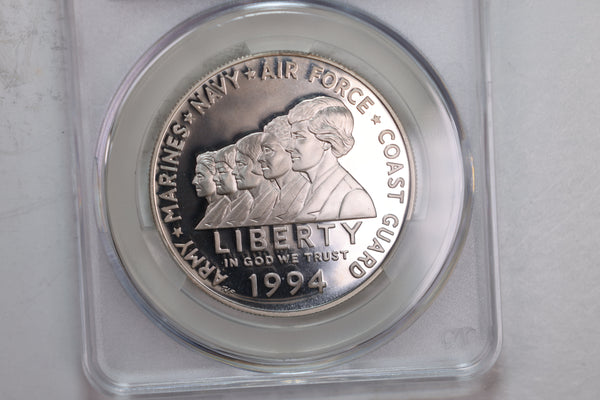 ARMY ★ MARINES ★ NAVY ★ AIR FORCE ★ COAST GUARD
LIBERTY
IN GOD WE TRUST
1994